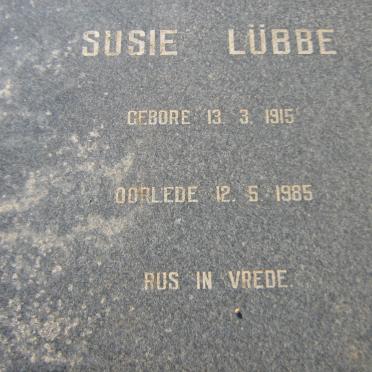 SUSIE LÜBBE
GEBORE 13. 3. 1915
OORLEDE 12. 5. 1985
RUS IN VREDE.